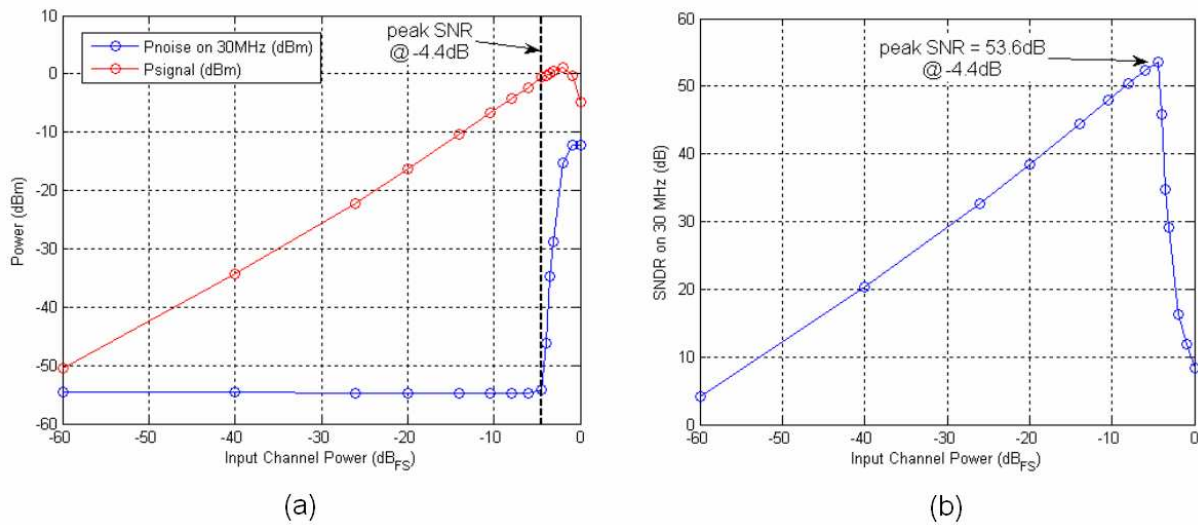 10
0
-10
-20
-30
-40
-50
-60
Power (dBm)
Pnoise on 30MHz (dBm)
Psignal (dBm)
peak SNR
@ -4.4dB
-60 -50 -40 -30 -20 -10 0
Input Channel Power (dBFS)
(a)
60
50
40
30
20
10
0
SNDR on 30 MHz (dB)
peak SNR = 53.6dB
@ -4.4dB
-60 -50 -40 -30 -20 -10 0
Input Channel Power (dBFS)
(b)